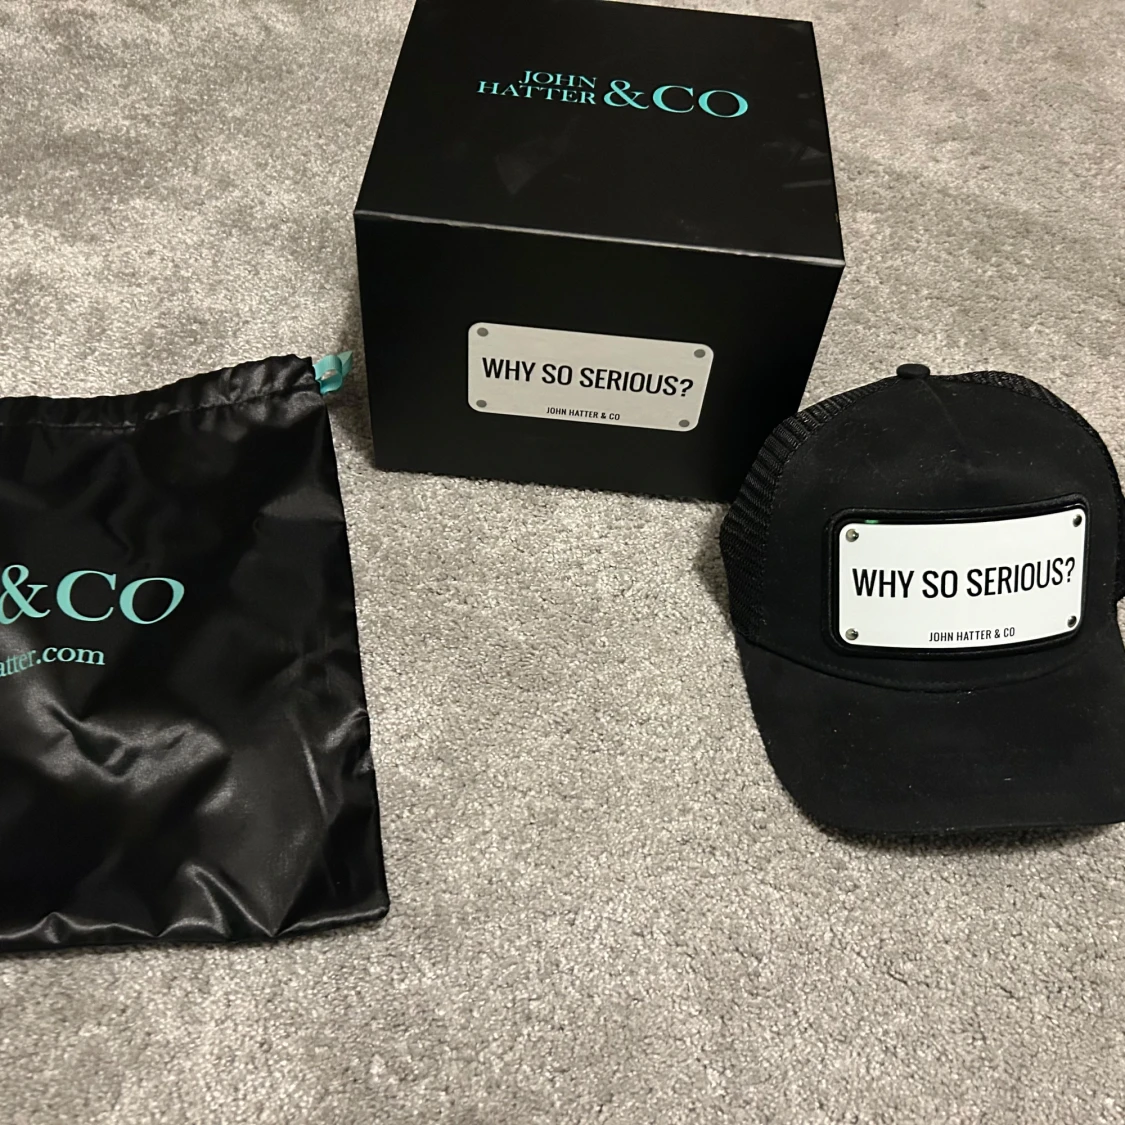 JOHN
HATTER &CO
WHY SO SERIOUS?
JOHN HATTER & CO
&CO
atter.com
WHY SO SERIOUS?
JOHN HATTER & CO